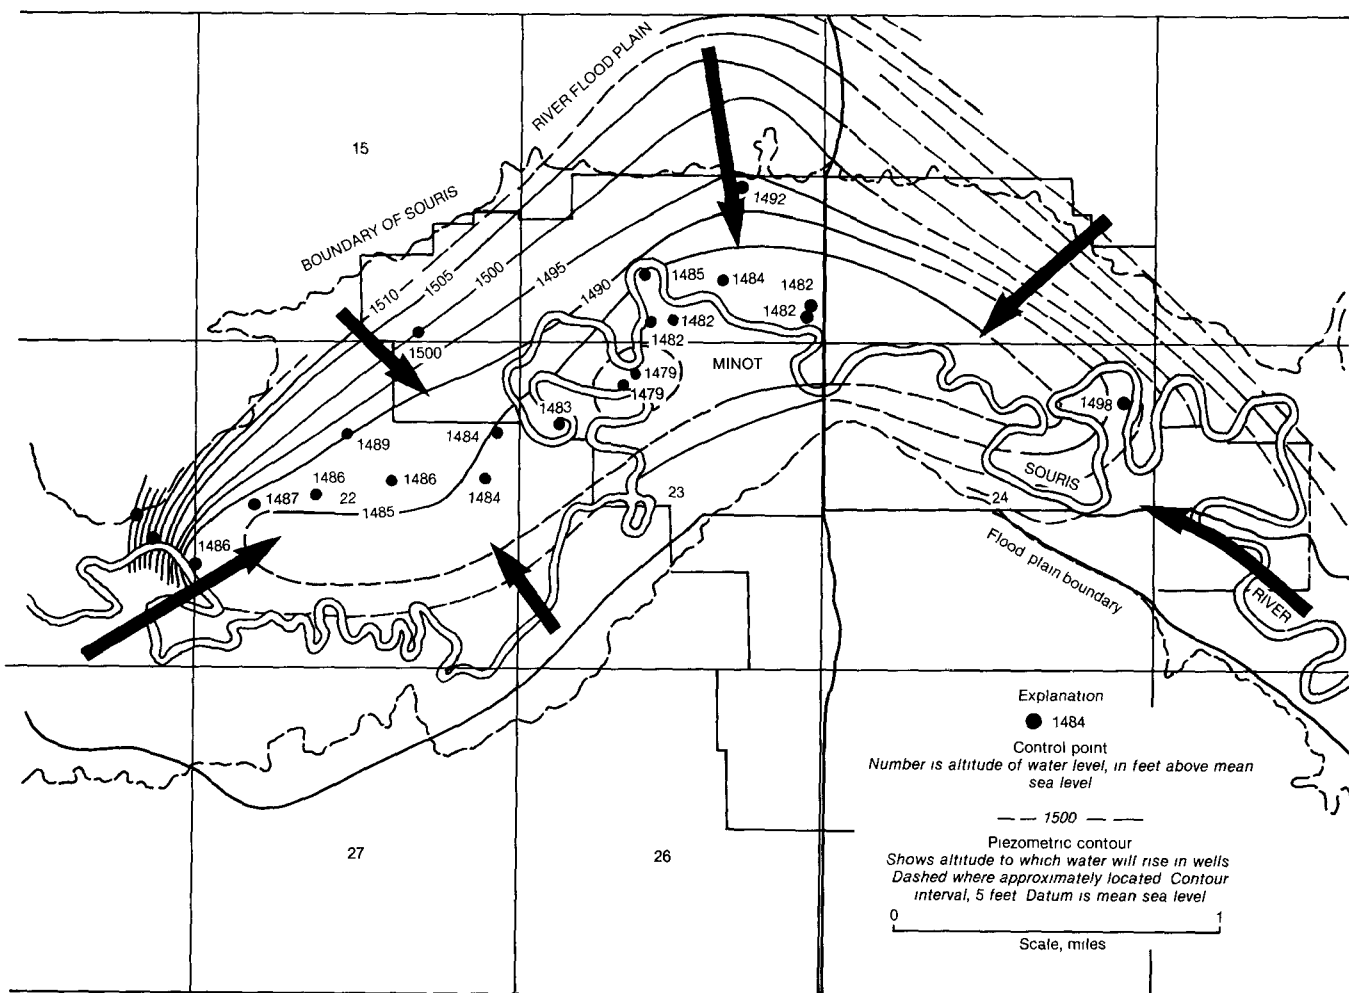 RIVER FLOOD PLAIN
15
BOUNDARY OF SOURIS
1492
1510
1505
1500
1495
1490
1485
1484
1482
1482
1482
1482
1500
MINOT
1479
1479
1498
1483
1489
1484
SOURIS
1486
1486
1487
22
1484
23
24
1485
1486
Flood plain boundary
RIVER
Explanation
1484
Control point
Number is altitude of water level, in feet above mean
sea level
1500
Piezometric contour
Shows altitude to which water will rise in wells
Dashed where approximately located Contour
interval, 5 feet Datum is mean sea level
27
26
0 1
Scale, miles